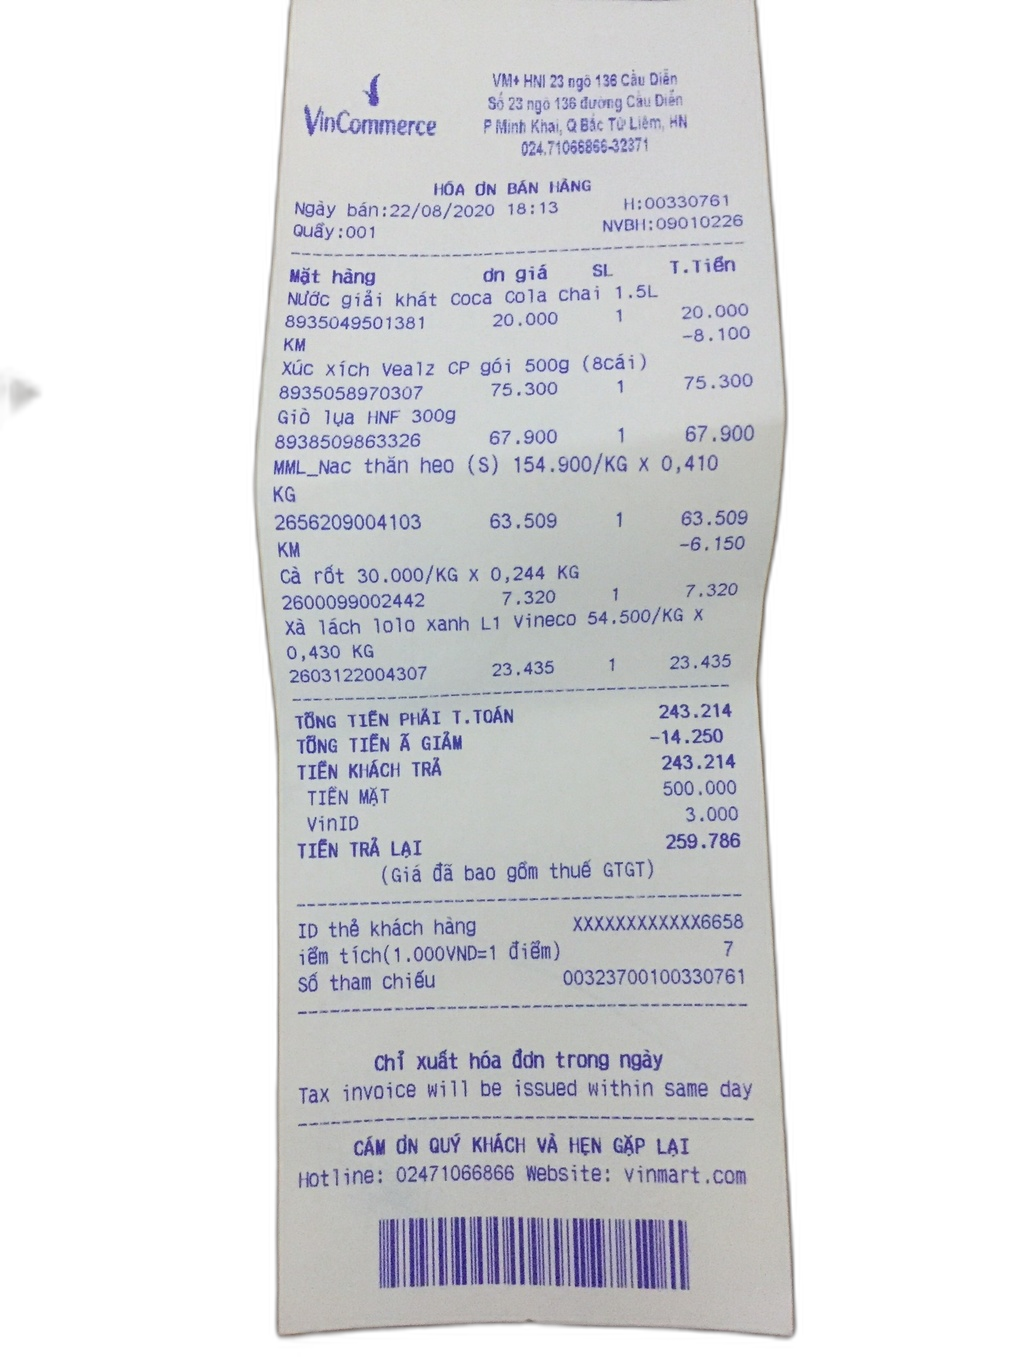 VinCommerce
VM+ HNI 23 ngõ 136 Cầu Diễn
Số 23 ngõ 136 đường Cầu Diễn
P Minh Khai, Q Bắc Từ Liêm, HN
024.71066866-32371
HÓA ƠN BÁN HÀNG
Ngày bán:22/08/2020 18:13 H:00330761
Quầy:001 NVBH:09010226
Mặt hàng ơn giá SL T.Tiền
Nước giải khát Coca Cola chai 1.5L
8935049501381 20.000 1 20.000
KM -8.100
Xúc xích Vealz CP gói 500g (8cái)
8935058970307 75.300 1 75.300
Giò lụa HNF 300g
8938509863326 67.900 1 67.900
MML_Nac thăn heo (S) 154.900/KG X 0,410
KG
2656209004103 63.509 1 63.509
KM -6.150
Cà rốt 30.000/KG X 0,244 KG
2600099002442 7.320 1 7.320
Xà lách lolo xanh L1 Vineco 54.500/KG X
0,430 KG
2603122004307 23.435 1 23.435
TỔNG TIỀN PHẢI T.TOÁN 243.214
TỔNG TIỀN Ã GIẢM -14.250
TIỀN KHÁCH TRẢ 243.214
TIỀN MẶT 500.000
VinID 3.000
TIỀN TRẢ LẠI 259.786
(Giá đã bao gồm thuế GTGT)
ID thẻ khách hàng XXXXXXXXXXXX6658
iểm tích(1.000VND=1 điểm) 7
Số tham chiếu 00323700100330761
Chỉ xuất hóa đơn trong ngày
Tax invoice will be issued within same day
CÁM ƠN QUÝ KHÁCH VÀ HẸN GẶP LẠI
Hotline: 02471066866 Website: vinmart.com